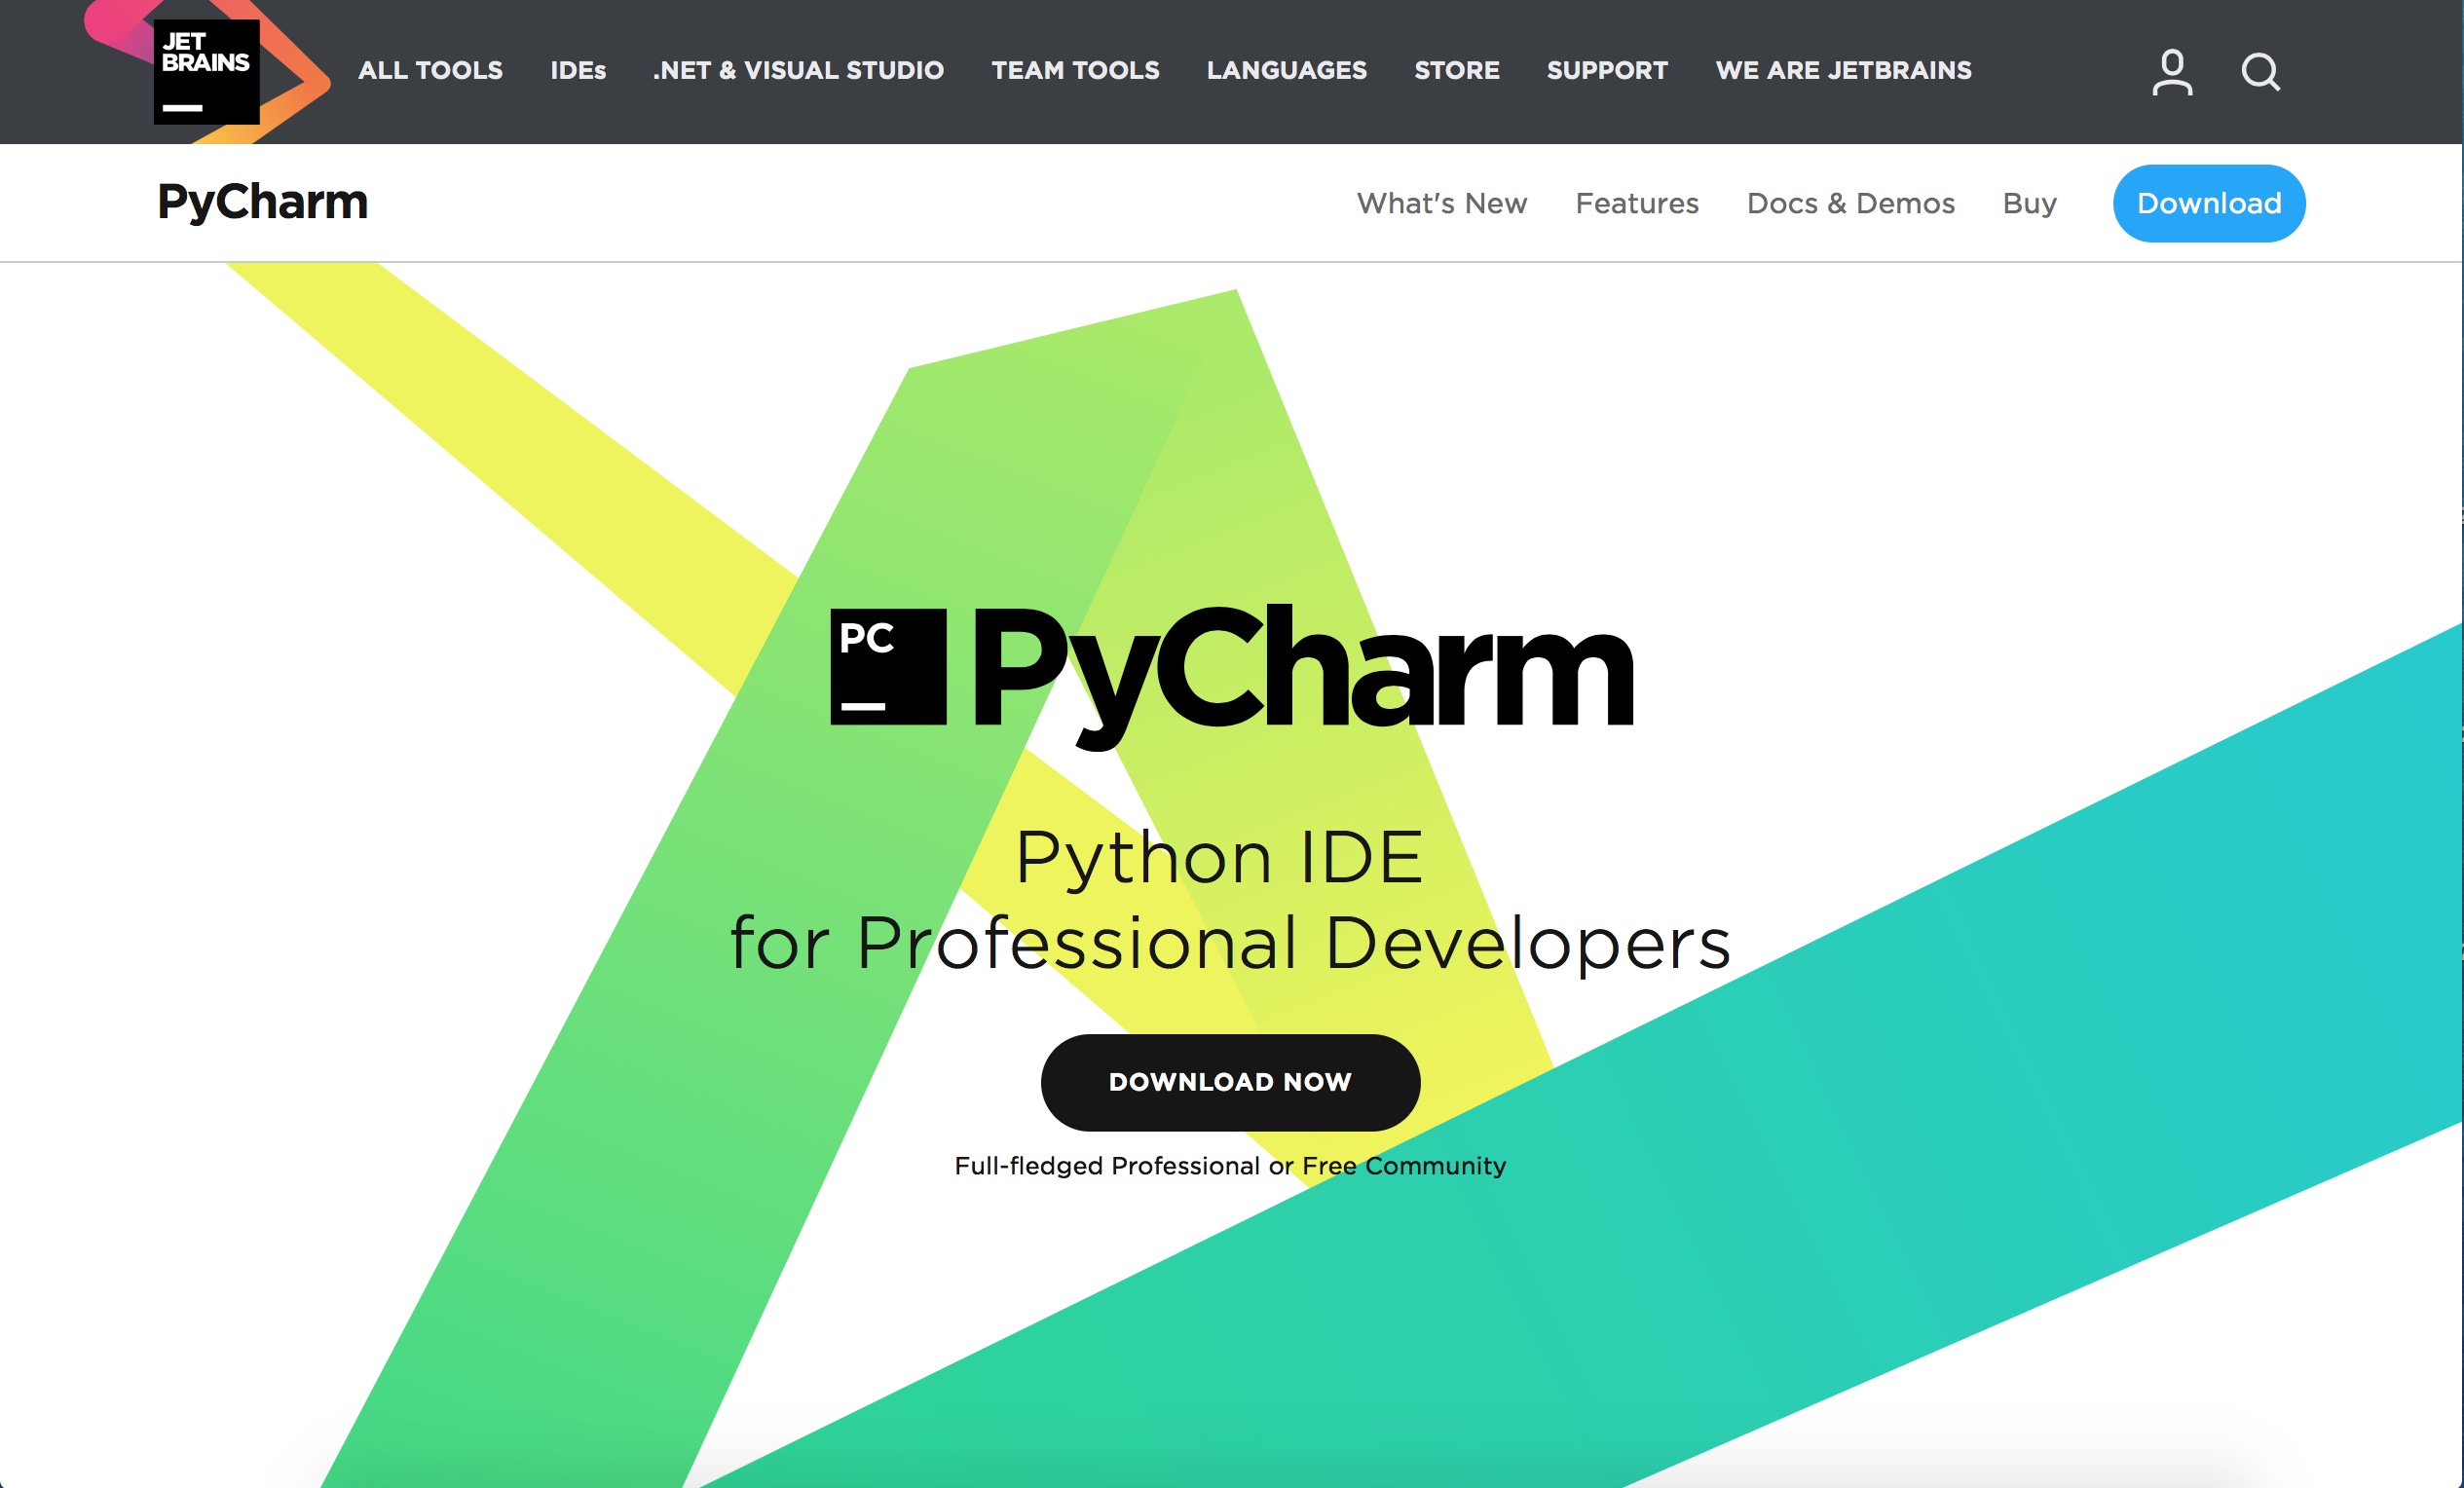 JET
BRAINS
ALL TOOLS IDEs .NET & VISUAL STUDIO TEAM TOOLS LANGUAGES STORE SUPPORT WE ARE JETBRAINS
PyCharm What's New Features Docs & Demos Buy Download
PC PyCharm
Python IDE
for Professional Developers
DOWNLOAD NOW
Full-fledged Professional or Free Community